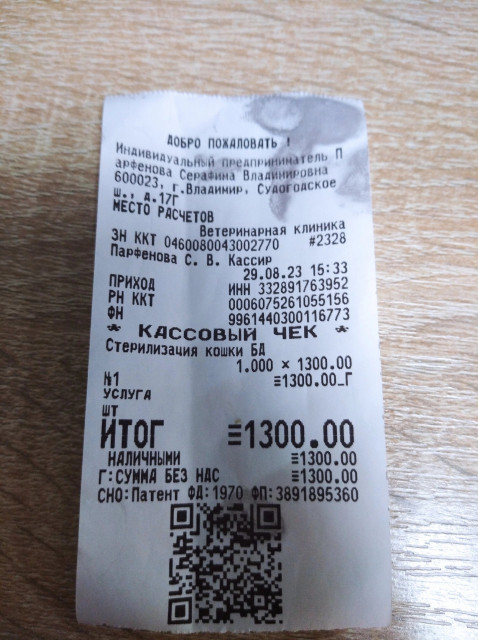 ДОБРО ПОЖАЛОВАТЬ !
Индивидуальный предприниматель П
арфенова Серафина Владинировна
600023, г.Владимир, Судогодское
ш., д.17Г
МЕСТО РАСЧЕТОВ
Ветеринарная клиника
ЗН ККТ 0460080043002770 #2328
Парфенова С. В. Кассир
29.08.23 15:33
ПРИХОД ИНН 332891763952
РН ККТ 0006075261055156
ФН 9961440300116773
* КАССОВЫЙ ЧЕК *
Стерилизация кошки БД
1.000 × 1300.00
№1 ≡1300.00_Г
УСЛУГА
шт
ИТОГ ≡1300.00
НАЛИЧНЫМИ ≡1300.00
Г:СУММА БЕЗ НДС ≡1300.00
СНО:Патент ФД:1970 ФП:3891895360